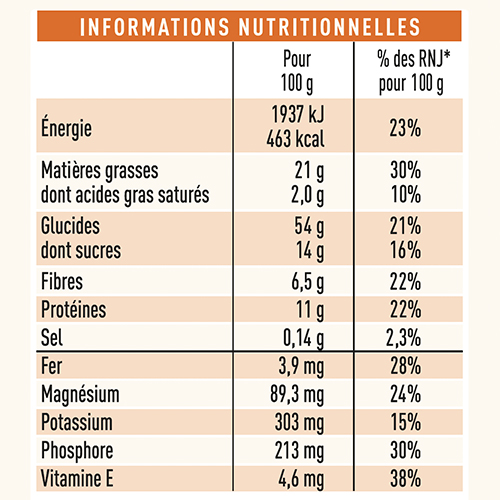 INFORMATIONS NUTRITIONNELLES
Pour % des RNJ*
100 g pour 100 g
Énergie 1937 kJ 463 kcal 23%
Matières grasses 21 g 30%
dont acides gras saturés 2,0 g 10%
Glucides 54 g 21%
dont sucres 14 g 16%
Fibres 6,5 g 22%
Protéines 11 g 22%
Sel 0,14 g 2,3%
Fer 3,9 mg 28%
Magnésium 89,3 mg 24%
Potassium 303 mg 15%
Phosphore 213 mg 30%
Vitamine E 4,6 mg 38%